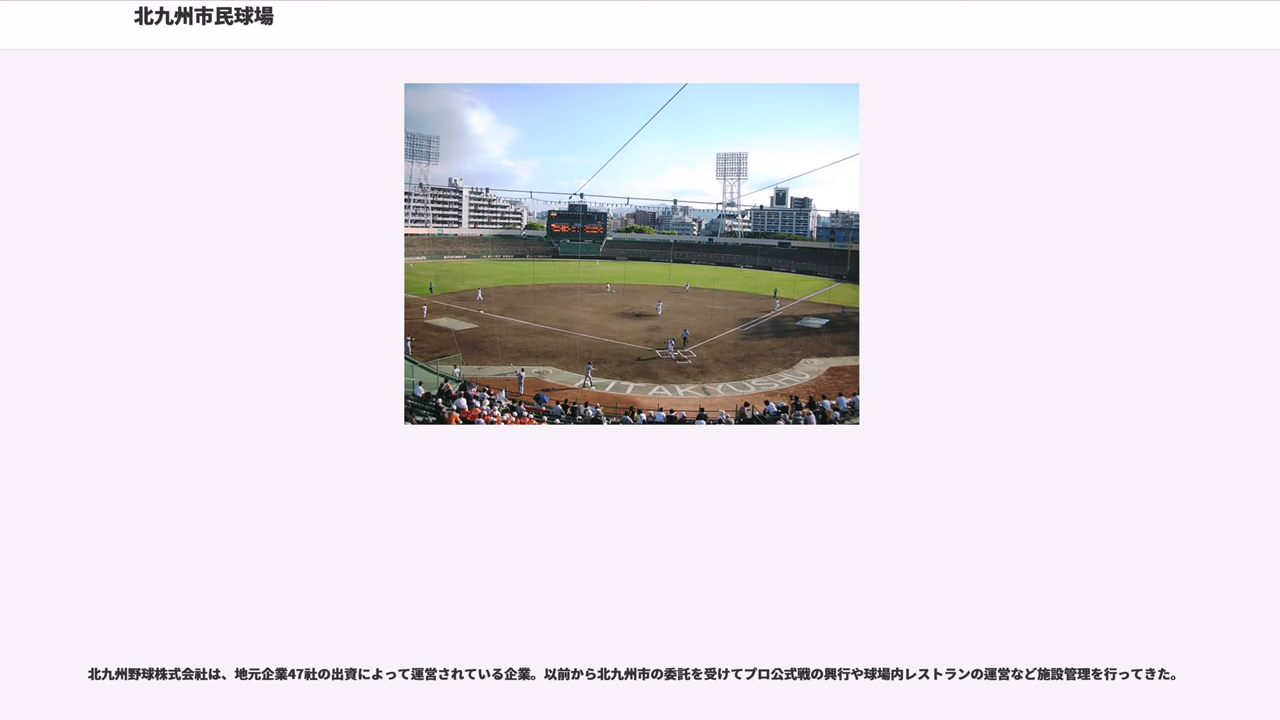 北九州市民球場
KITAKYUSHU
北九州野球株式会社は、地元企業47社の出資によって運営されている企業。以前から北九州市の委託を受けてプロ公式戦の興行や球場内レストランの運営など施設管理を行ってきた。